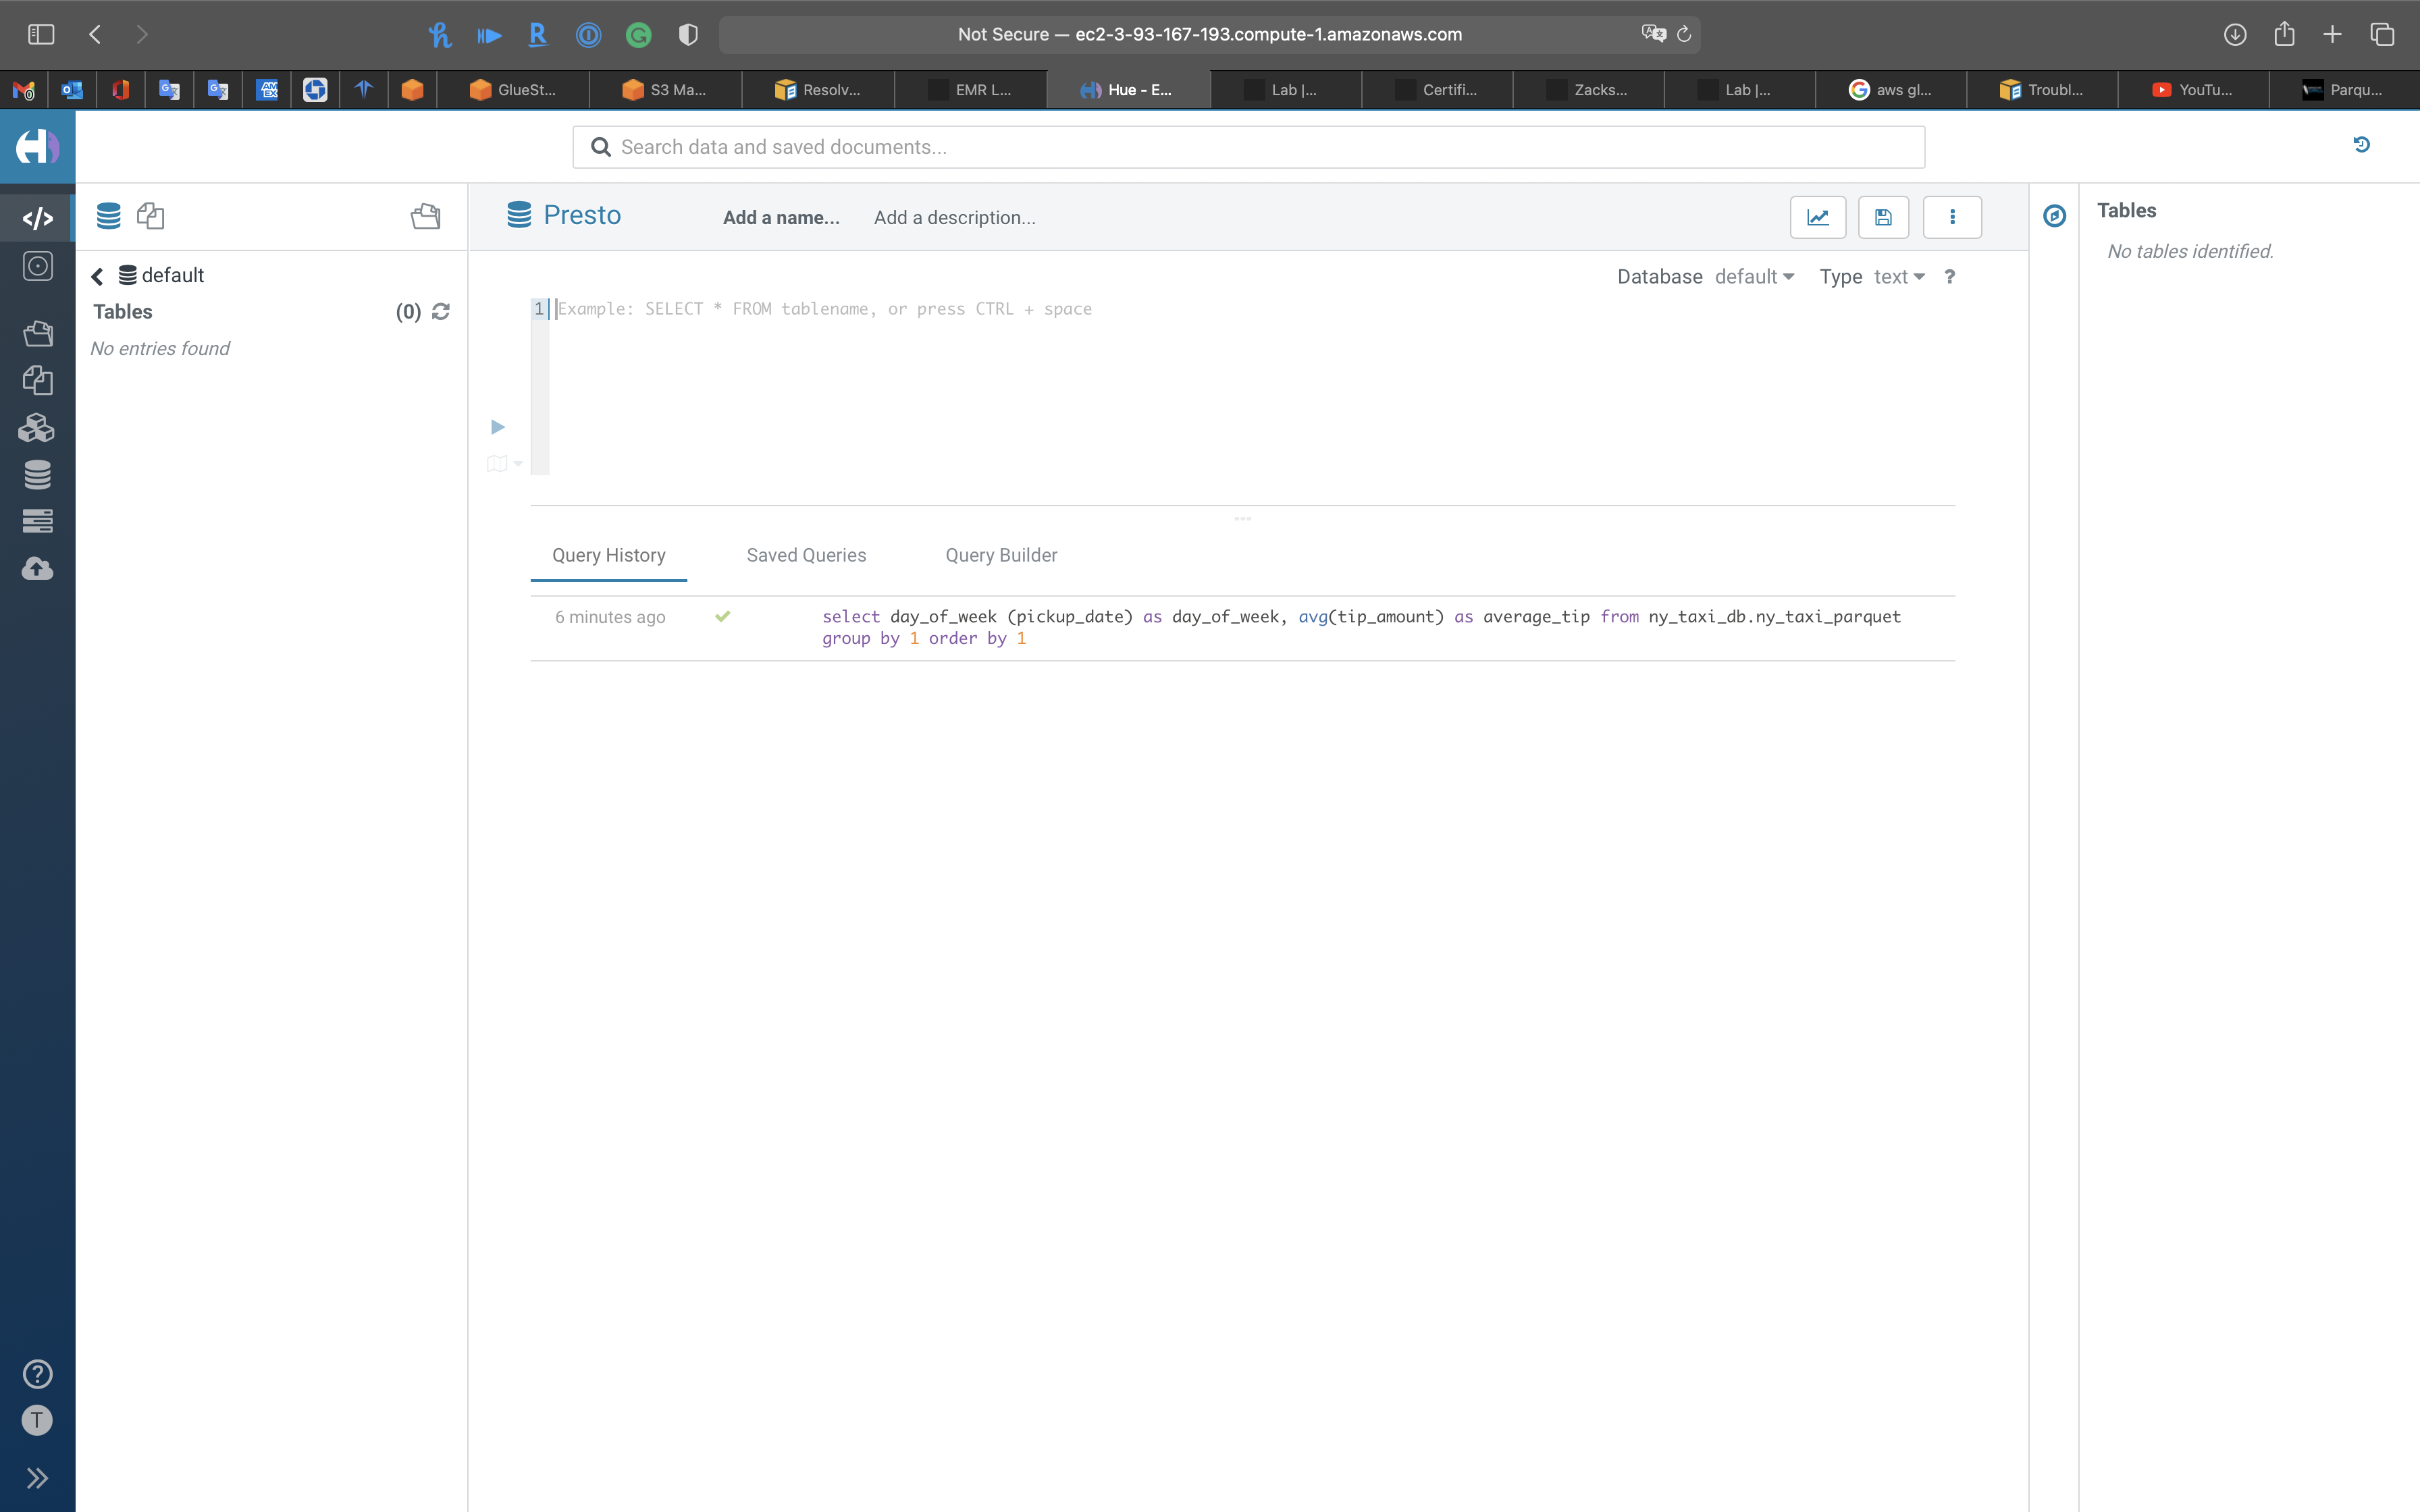 Not Secure — ec2-3-93-167-193.compute-1.amazonaws.com
GlueSt...
S3 Ma...
Resolv...
EMR L...
Hue - E...
Lab |...
Certifi...
Zacks...
Lab |...
aws gl...
Troubl...
YouTu...
Parqu...
Search data and saved documents...
Presto
Add a name...
Add a description...
Tables
No tables identified.
default
Tables
(0)
No entries found
Database default
Type text
?
1
Example: SELECT * FROM tablename, or press CTRL + space
Query History
Saved Queries
Query Builder
6 minutes ago
select day_of_week (pickup_date) as day_of_week, avg(tip_amount) as average_tip from ny_taxi_db.ny_taxi_parquet
group by 1 order by 1
T